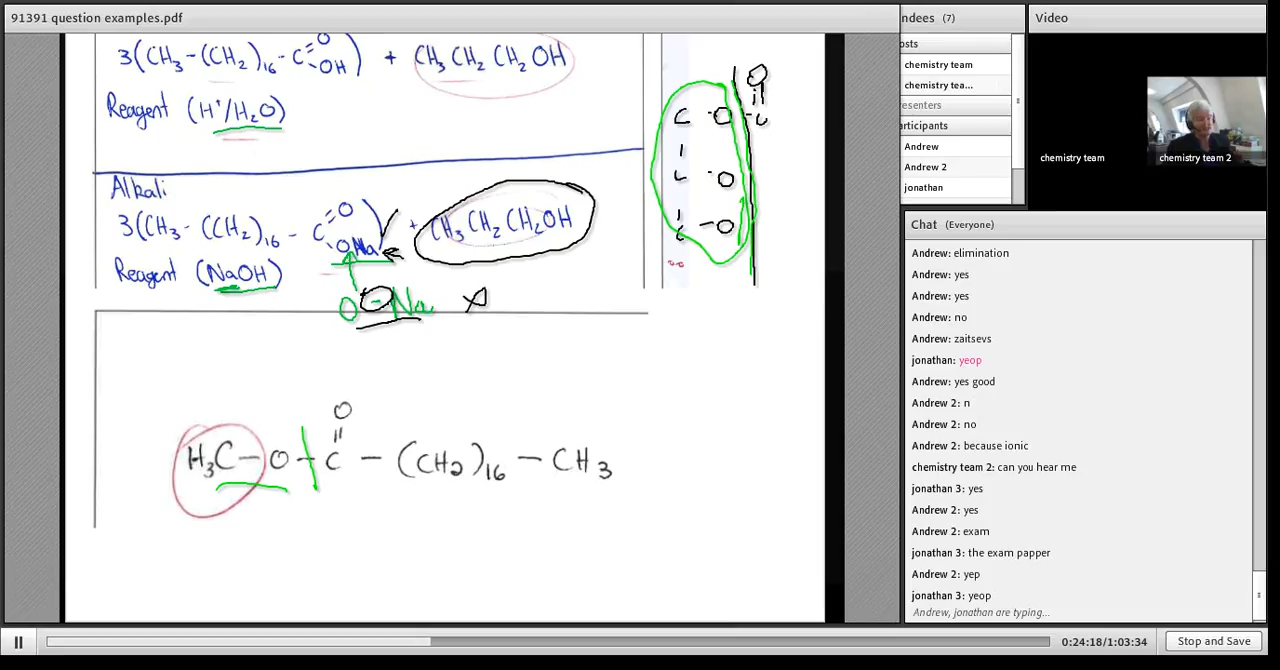 91391 question examples.pdf
3(CH₃-(CH₂)₁₆-C=O OH) + CH₃CH₂CH₂OH
Reagent (H⁺/H₂O)
Alkali
3(CH₃-(CH₂)₁₆ - C=O ONa) + CH₃CH₂CH₂OH
Reagent (NaOH)
O-Na
O
C-O-C
C-O
C-O
O
H₃C-O-C-(CH₂)₁₆-CH₃
ndees (7)
osts
chemistry team
chemistry tea...
resenters
articipants
Andrew
Andrew 2
jonathan
Video
chemistry team
chemistry team 2
Chat (Everyone)
Andrew: elimination
Andrew: yes
Andrew: yes
Andrew: no
Andrew: zaitsevs
jonathan: yeop
Andrew: yes good
Andrew 2: n
Andrew 2: no
Andrew 2: because ionic
chemistry team 2: can you hear me
jonathan 3: yes
Andrew 2: yes
Andrew 2: exam
jonathan 3: the exam papper
Andrew 2: yep
jonathan 3: yeop
Andrew, jonathan are typing...
0:24:18/1:03:34
Stop and Save